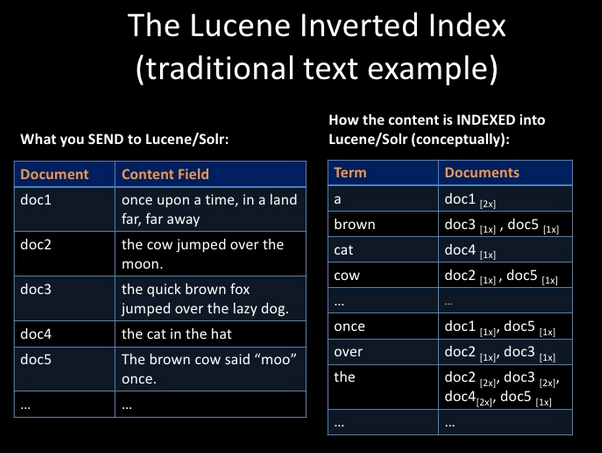 The Lucene Inverted Index
(traditional text example)
What you SEND to Lucene/Solr:
Document Content Field
doc1 once upon a time, in a land
far, far away
doc2 the cow jumped over the
moon.
doc3 the quick brown fox
jumped over the lazy dog.
doc4 the cat in the hat
doc5 The brown cow said “moo”
once.
... ...
How the content is INDEXED into
Lucene/Solr (conceptually):
Term Documents
a doc1 [2x]
brown doc3 [1x] , doc5 [1x]
cat doc4 [1x]
cow doc2 [1x] , doc5 [1x]
... ...
once doc1 [1x], doc5 [1x]
over doc2 [1x], doc3 [1x]
the doc2 [2x], doc3 [2x],
doc4[2x], doc5 [1x]
... ...